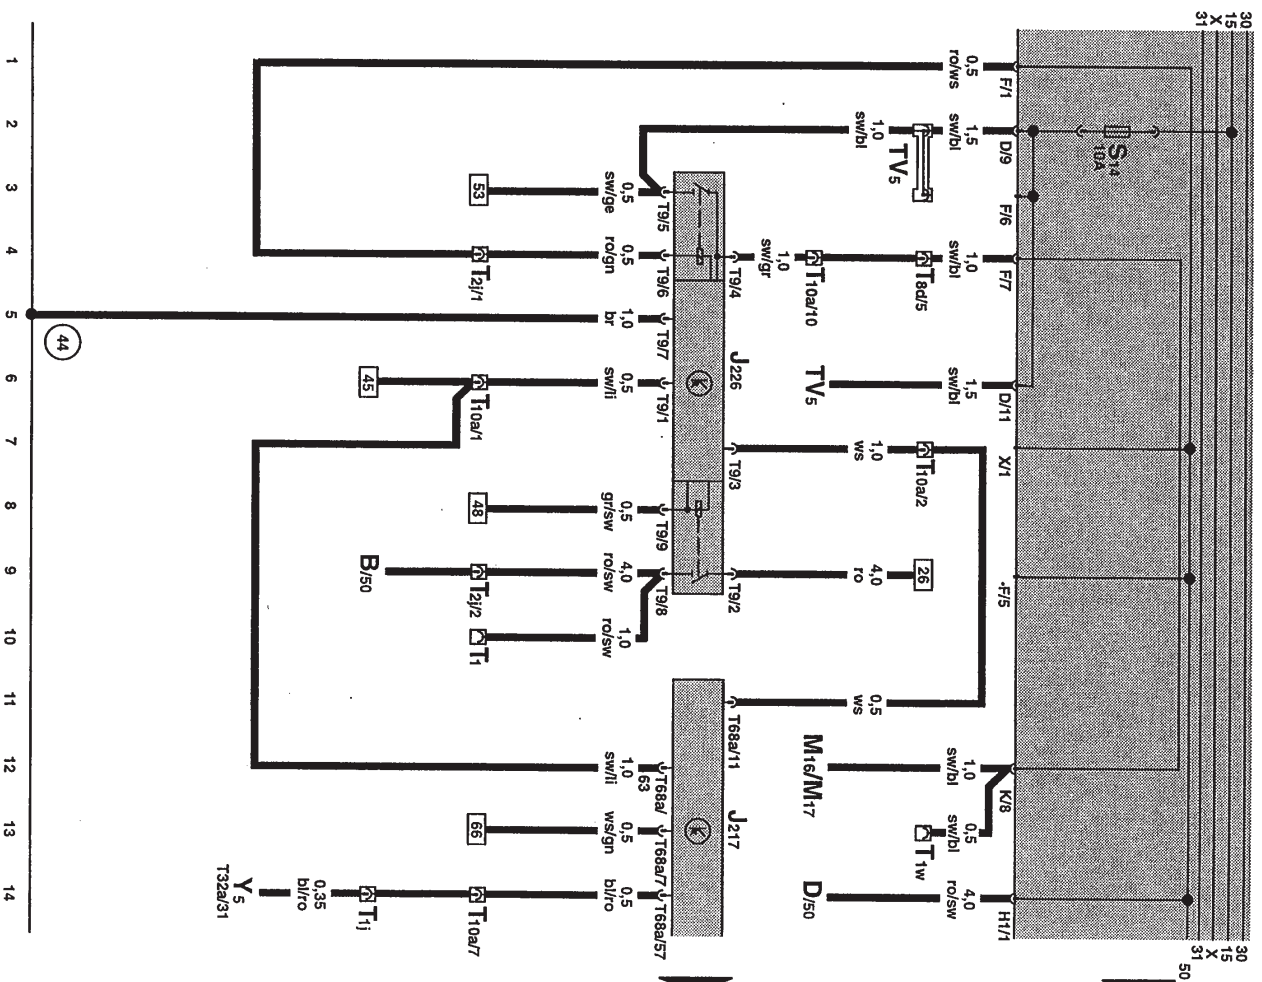 30
15
X
31
30
15
X
31
50
F/1
D/9
F/6
F/7
D/11
X/1
F/5
K/8
H1/1
S14
10A
0,5
ro/ws
1,5
sw/bl
1,0
sw/bl
1,5
sw/bl
1,0
sw/bl
0,5
sw/bl
4,0
ro/sw
TV5
T8d/5
T10a/2
26
T1w
1,0
sw/bl
1,0
sw/gr
T10a/10
TV5
1,0
ws
4,0
ro
0,5
ws
M16/M17
D/50
T9/4
J226
T9/3
T9/2
T68a/11
J217
T9/5
T9/6
T9/7
T9/1
T9/9
T9/8
T68a/
63
T68a/7
T68a/57
0,5
sw/ge
0,5
ro/gn
1,0
br
0,5
sw/li
0,5
gr/sw
4,0
ro/sw
1,0
ro/sw
1,0
sw/li
0,5
ws/gn
0,5
bl/ro
53
T2j/1
T10a/1
48
T2j/2
T1
66
T10a/7
45
B/50
T1j
0,35
bl/ro
Y5
T32a/31
44
1
2
3
4
5
6
7
8
9
10
11
12
13
14